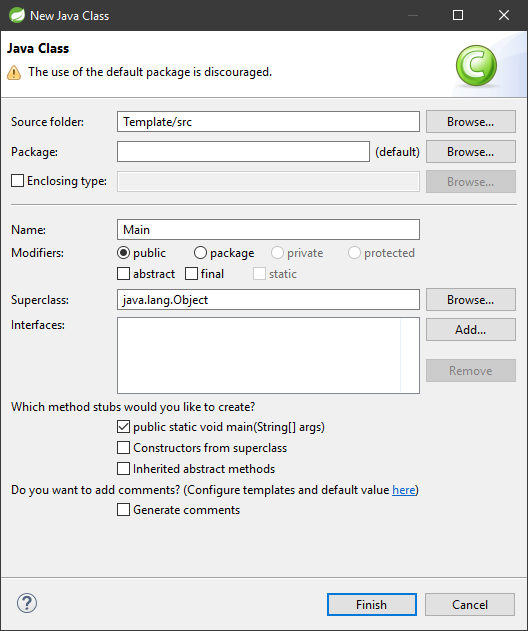 New Java Class
Java Class
The use of the default package is discouraged.
C
Source folder: Template/src Browse...
Package: (default) Browse...
Enclosing type: Browse...
Name: Main
Modifiers: public package private protected
abstract final static
Superclass: java.lang.Object Browse...
Interfaces: Add...
Remove
Which method stubs would you like to create?
public static void main(String[] args)
Constructors from superclass
Inherited abstract methods
Do you want to add comments? (Configure templates and default value here)
Generate comments
? Finish Cancel